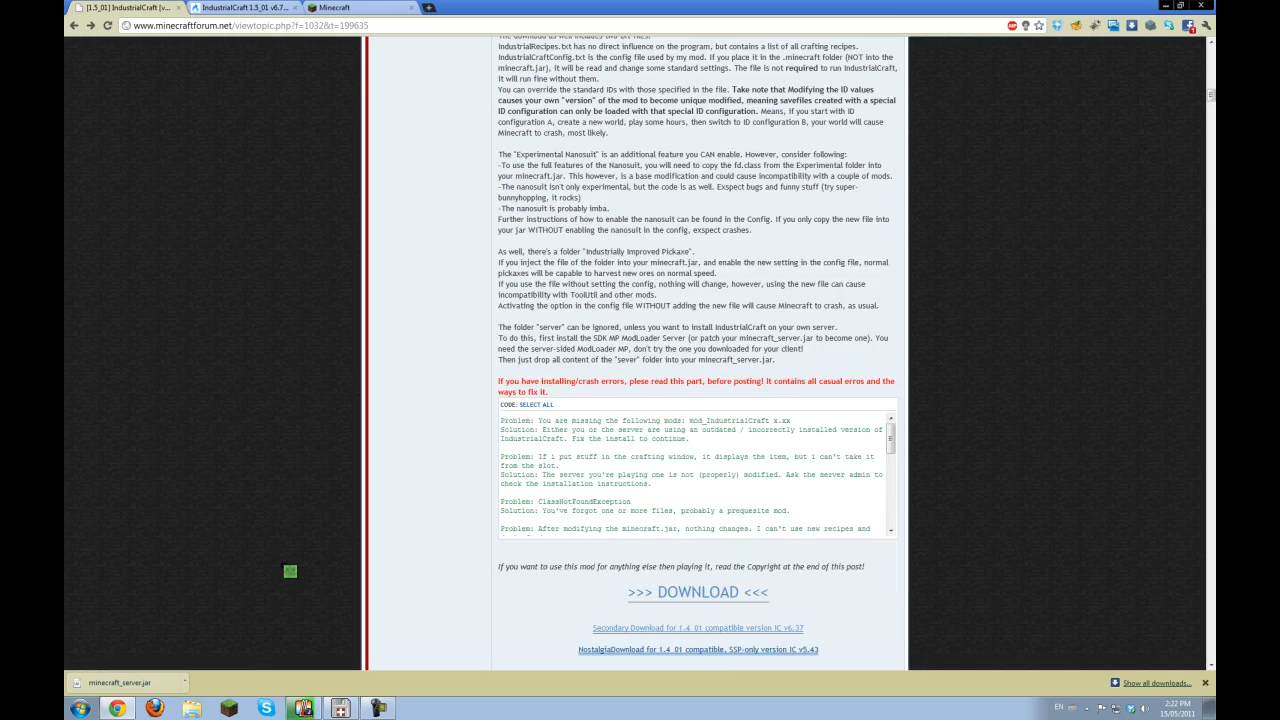 [1.5_01] IndustrialCraft [v...
IndustrialCraft 1.5_01 v6.7...
Minecraft
www.minecraftforum.net/viewtopic.php?f=1032&t=199635
IndustrialRecipes.txt has no direct influence on the program, but contains a list of all crafting recipes.
IndustrialCraftConfig.txt is the config file used by my mod. If you place it in the .minecraft folder (NOT into the
minecraft.jar), it will be read and change some standard settings. The file is not required to run IndustrialCraft,
it will run fine without them.
You can override the standard IDs with those specified in the file. Take note that Modifying the ID values
causes your own "version" of the mod to become unique modified, meaning savefiles created with a special
ID configuration can only be loaded with that special ID configuration. Means, if you start with ID
configuration A, create a new world, play some hours, then switch to ID configuration B, your world will cause
Minecraft to crash, most likely.
The "Experimental Nanosuit" is an additional feature you CAN enable. However, consider following:
-To use the full features of the Nanosuit, you will need to copy the fd.class from the Experimental folder into
your minecraft.jar. This however, is a base modification and could cause incompatibility with a couple of mods.
-The nanosuit isn't only experimental, but the code is as well. Exspect bugs and funny stuff (try super-
bunnyhopping, it rocks)
-The nanosuit is probably imba.
Further instructions of how to enable the nanosuit can be found in the Config. If you only copy the new file into
your jar WITHOUT enabling the nanosuit in the config, exspect crashes.
As well, there's a folder "Industrially Improved Pickaxe".
If you inject the file of the folder into your minecraft.jar, and enable the new setting in the config file, normal
pickaxes will be capable to harvest new ores on normal speed.
If you use the file without setting the config, nothing will change, however, using the new file can cause
incompatibility with ToolUtil and other mods.
Activating the option in the config file WITHOUT adding the new file will cause Minecraft to crash, as usual.
The folder "server" can be ignored, unless you want to install IndustrialCraft on your own server.
To do this, first install the SDK MP ModLoader Server (or patch your minecraft_server.jar to become one). You
need the server-sided ModLoader MP, don't try the one you downloaded for your client!
Then just drop all content of the "sever" folder into your minecraft_server.jar.
If you have installing/crash errors, plese read this part, before posting! It contains all casual erros and the
ways to fix it.
CODE: SELECT ALL
Problem: You are missing the following mods: mod_IndustrialCraft x.xx
Solution: Either you or the server are using an outdated / incorrectly installed version of
IndustrialCraft. Fix the install to continue.
Problem: If i put stuff in the crafting window, it displays the item, but i can't take it
from the slot.
Solution: The server you're playing one is not (properly) modified. Ask the server admin to
check the installation instructions.
Problem: ClassNotFoundException
Solution: You've forgot one or more files, probably a prequesite mod.
Problem: After modifying the minecraft.jar, nothing changes. I can't use new recipes and
If you want to use this mod for anything else then playing it, read the Copyright at the end of this post!
>>> DOWNLOAD <<<
Secondary Download for 1.4_01 compatible version IC v6.37
NostalgiaDownload for 1.4_01 compatible, SSP-only version IC v5.43
minecraft_server.jar
Show all downloads...
EN
2:22 PM
15/05/2011